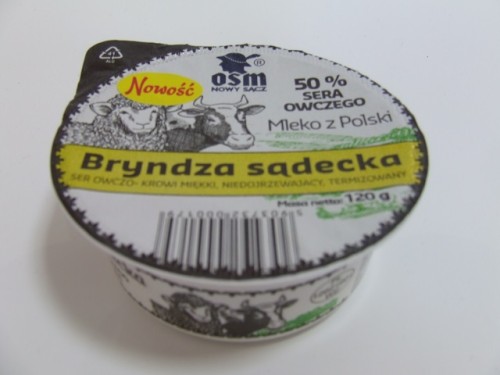 Nowość
OSM
®
NOWY SĄCZ
50 %
SERA
OWCZEGO
Mleko z Polski
Bryndza sądecka
SER OWCZO- KROWI MIĘKKI, NIEDOJRZEWAJĄCY, TERMIZOWANY
Masa netto: 120 g